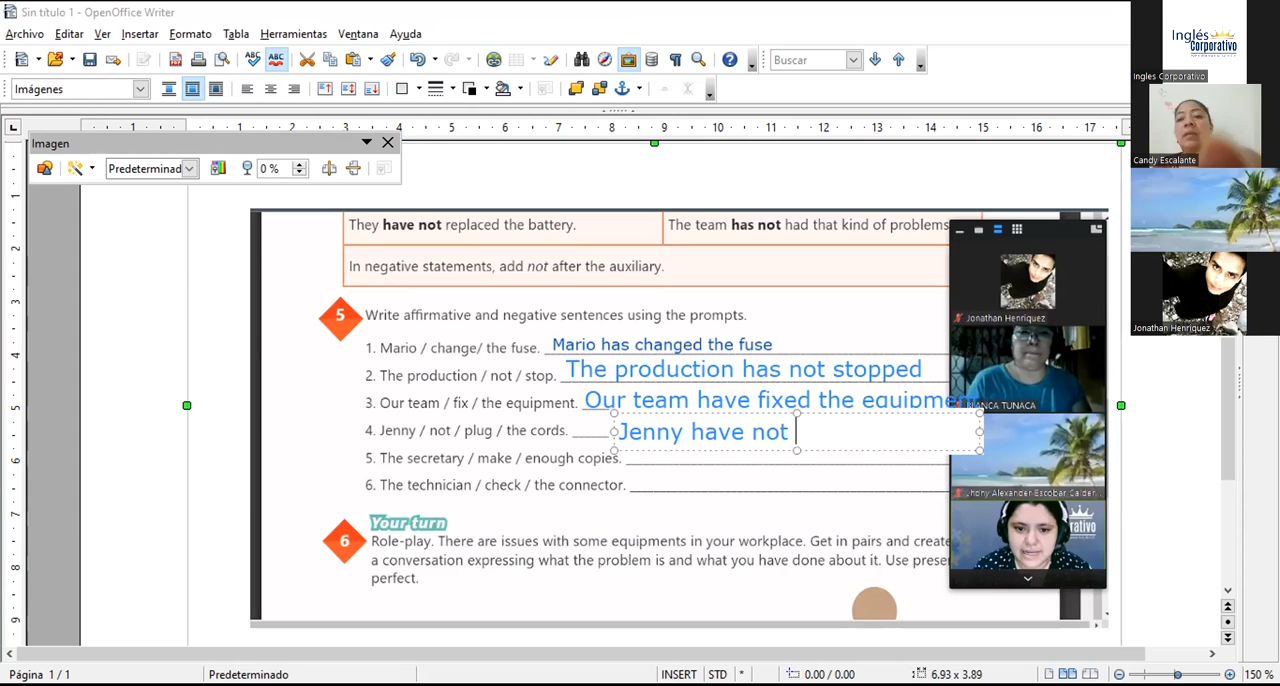 Sin título 1 - OpenOffice Writer
Archivo Editar Ver Insertar Formato Tabla Herramientas Ventana Ayuda
Buscar
Imágenes
Inglés
Corporativo
Ingles Corporativo
Candy Escalante
Jonathan Henriquez
Imagen
Predeterminad
0 %
They have not replaced the battery.
The team has not had that kind of problems
In negative statements, add not after the auxiliary.
5 Write affirmative and negative sentences using the prompts.
1. Mario / change/ the fuse. Mario has changed the fuse
2. The production / not / stop. The production has not stopped
3. Our team / fix / the equipment. Our team have fixed the equipment
4. Jenny / not / plug / the cords. Jenny have not
5. The secretary / make / enough copies.
6. The technician / check / the connector.
Your turn
6 Role-play. There are issues with some equipments in your workplace. Get in pairs and create
a conversation expressing what the problem is and what you have done about it. Use presen
perfect.
Jonathan Henriquez
BLANCA TUNACA
Jhony Alexander Escobar Calder...
Página 1 / 1 Predeterminado INSERT STD * 0.00 / 0.00 6.93 x 3.89 150 %